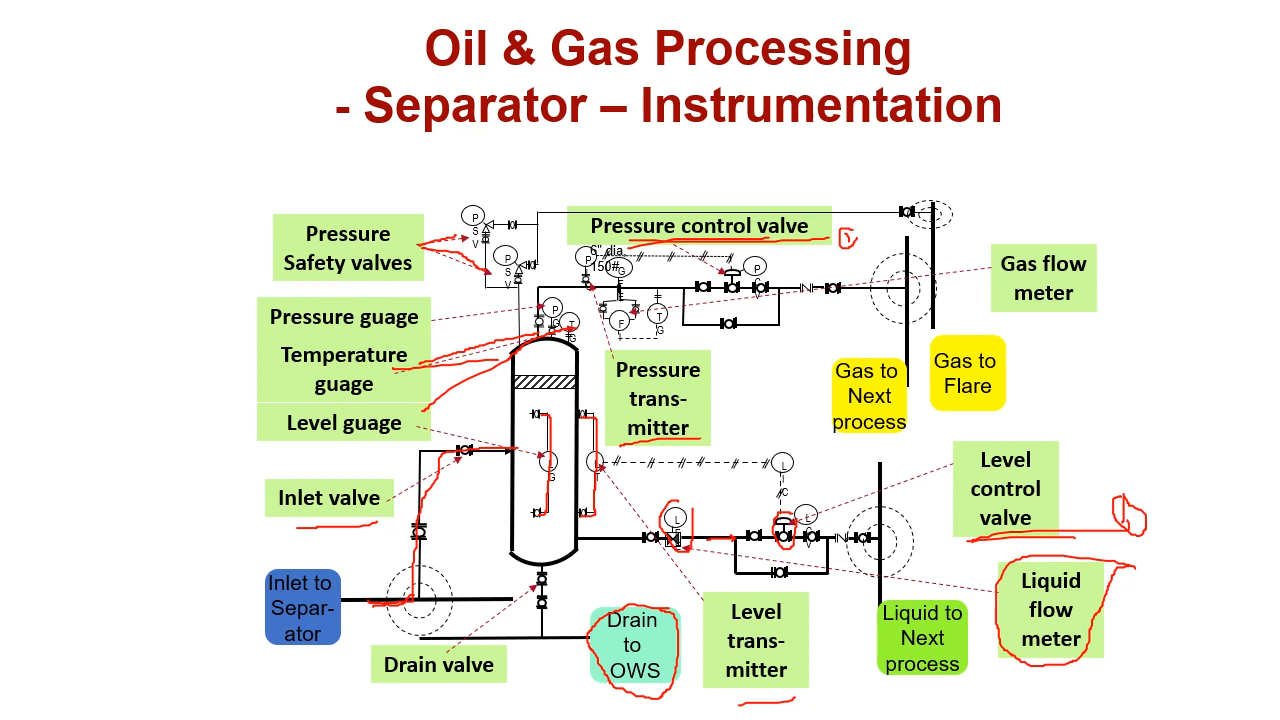 Oil & Gas Processing
- Separator – Instrumentation
Pressure
Safety valves
Pressure control valve
Gas flow
meter
Pressure guage
Temperature
guage
Level guage
Inlet valve
Inlet to
Separ-
ator
Drain valve
Drain
to
OWS
Pressure
trans-
mitter
Level
trans-
mitter
Gas to
Next
process
Gas to
Flare
Level
control
valve
Liquid
flow
meter
Liquid to
Next
process
6" dia
150#
P
S
V
P
S
V
P
G
T
G
P
F
T
G
P
C
V
G
T
L
L
C
L
C
V
L